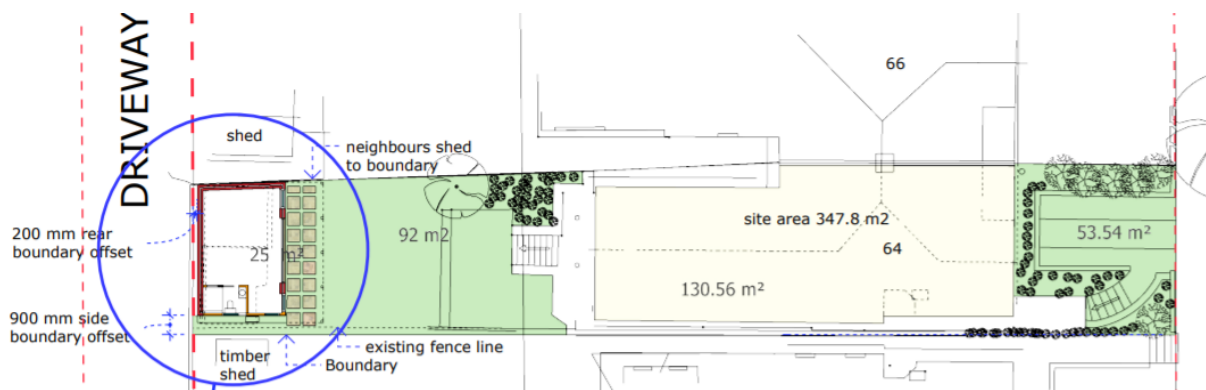 DRIVEWAY
66
shed
neighbours shed
to boundary
200 mm rear
boundary offset
25 m²
92 m2
site area 347.8 m2
64
53.54 m²
130.56 m²
900 mm side
boundary offset
existing fence line
Boundary
timber
shed